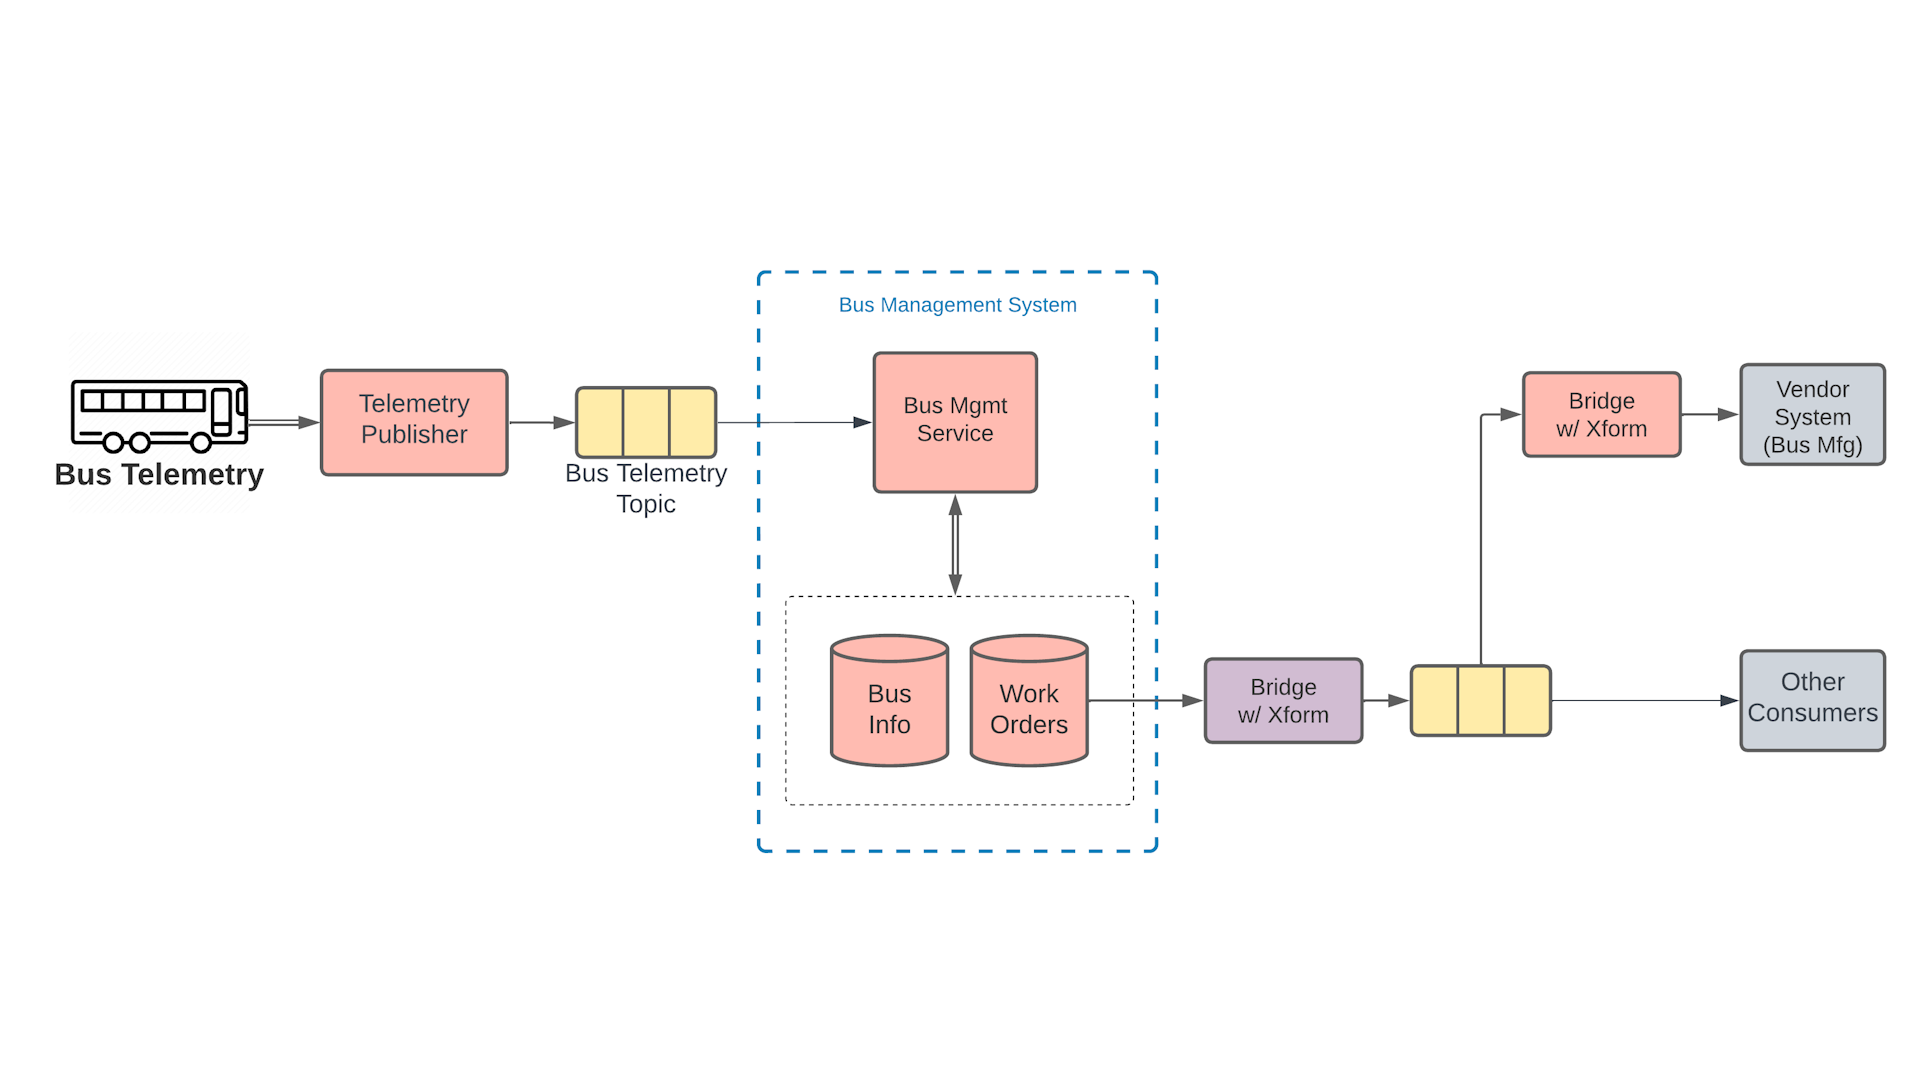 Bus Management System
Bus Telemetry
Telemetry
Publisher
Bus Telemetry
Topic
Bus Mgmt
Service
Bus
Info
Work
Orders
Bridge
w/ Xform
Bridge
w/ Xform
Vendor
System
(Bus Mfg)
Other
Consumers